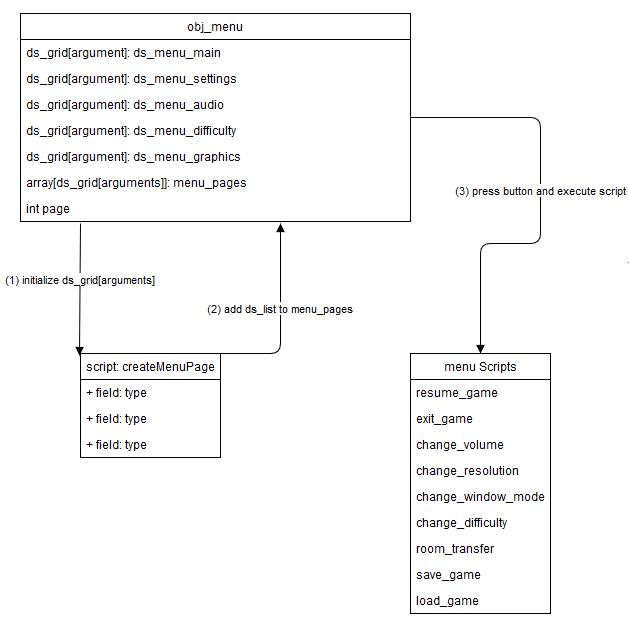 obj_menu
ds_grid[argument]: ds_menu_main
ds_grid[argument]: ds_menu_settings
ds_grid[argument]: ds_menu_audio
ds_grid[argument]: ds_menu_difficulty
ds_grid[argument]: ds_menu_graphics
array[ds_grid[arguments]]: menu_pages
int page
(3) press button and execute script
(1) initialize ds_grid[arguments]
(2) add ds_list to menu_pages
script: createMenuPage
+ field: type
+ field: type
+ field: type
menu Scripts
resume_game
exit_game
change_volume
change_resolution
change_window_mode
change_difficulty
room_transfer
save_game
load_game